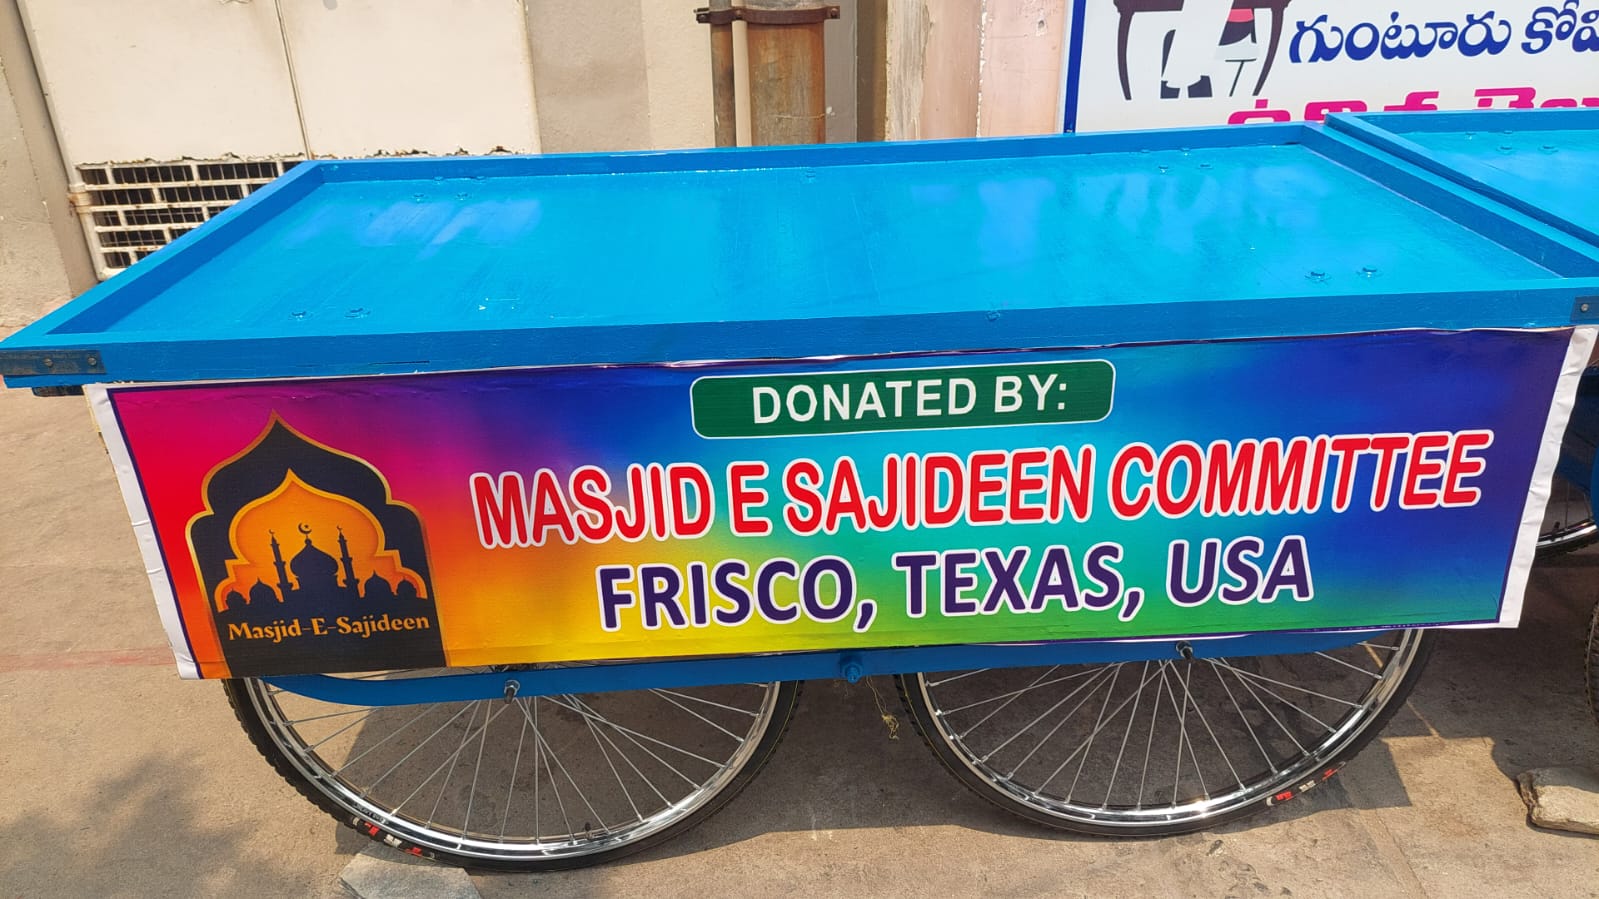 గుంటూరు
DONATED BY:
MASJID E SAJIDEEN COMMITTEE
FRISCO, TEXAS, USA
Masjid-E-Sajideen